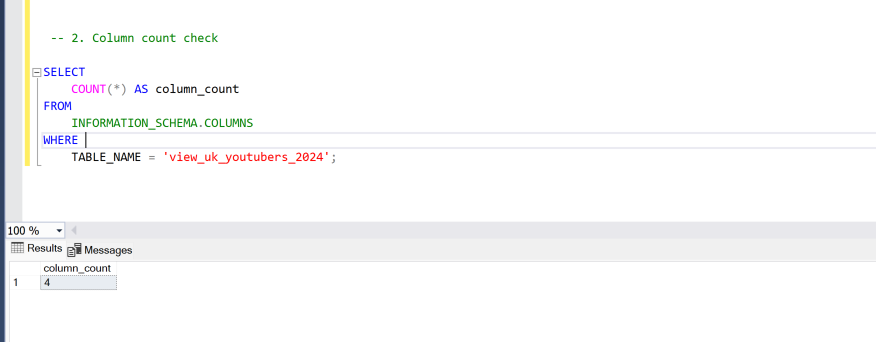 -- 2. Column count check
SELECT
COUNT(*) AS column_count
FROM
INFORMATION_SCHEMA.COLUMNS
WHERE
TABLE_NAME = 'view_uk_youtubers_2024';
100 %
Results Messages
column_count
1 4